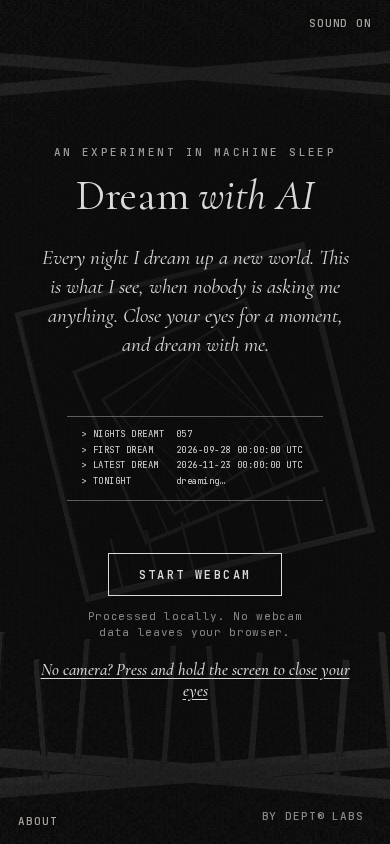 SOUND ON
AN EXPERIMENT IN MACHINE SLEEP
Dream with AI
Every night I dream up a new world. This
is what I see, when nobody is asking me
anything. Close your eyes for a moment,
and dream with me.
> NIGHTS DREAMT 057
> FIRST DREAM 2026-09-28 00:00:00 UTC
> LATEST DREAM 2026-11-23 00:00:00 UTC
> TONIGHT dreaming…
START WEBCAM
Processed locally. No webcam
data leaves your browser.
No camera? Press and hold the screen to close your
eyes
ABOUT
BY DEPT® LABS